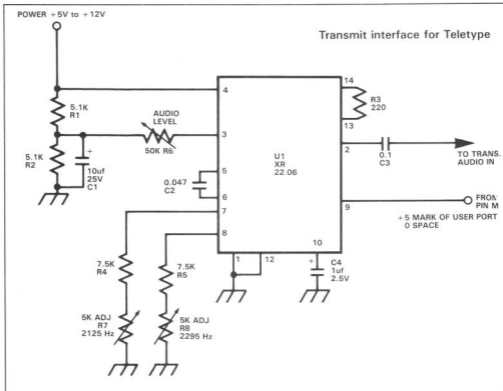 POWER +5V to +12V
Transmit interface for Teletype
4
14
R3
220
13
5.1K
R1
AUDIO
LEVEL
3
2
50K R6
0.1
C3
TO TRANS.
AUDIO IN
5.1K
R2
+
10uf
25V
C1
U1
XR
22.06
5
0.047
C2
6
7
8
9
FROM
PIN M
+5 MARK OF USER PORT
0 SPACE
10
1
12
+
C4
1uf
2.5V
7.5K
R4
7.5K
R5
5K ADJ
R7
2125 Hz
5K ADJ
R8
2295 Hz